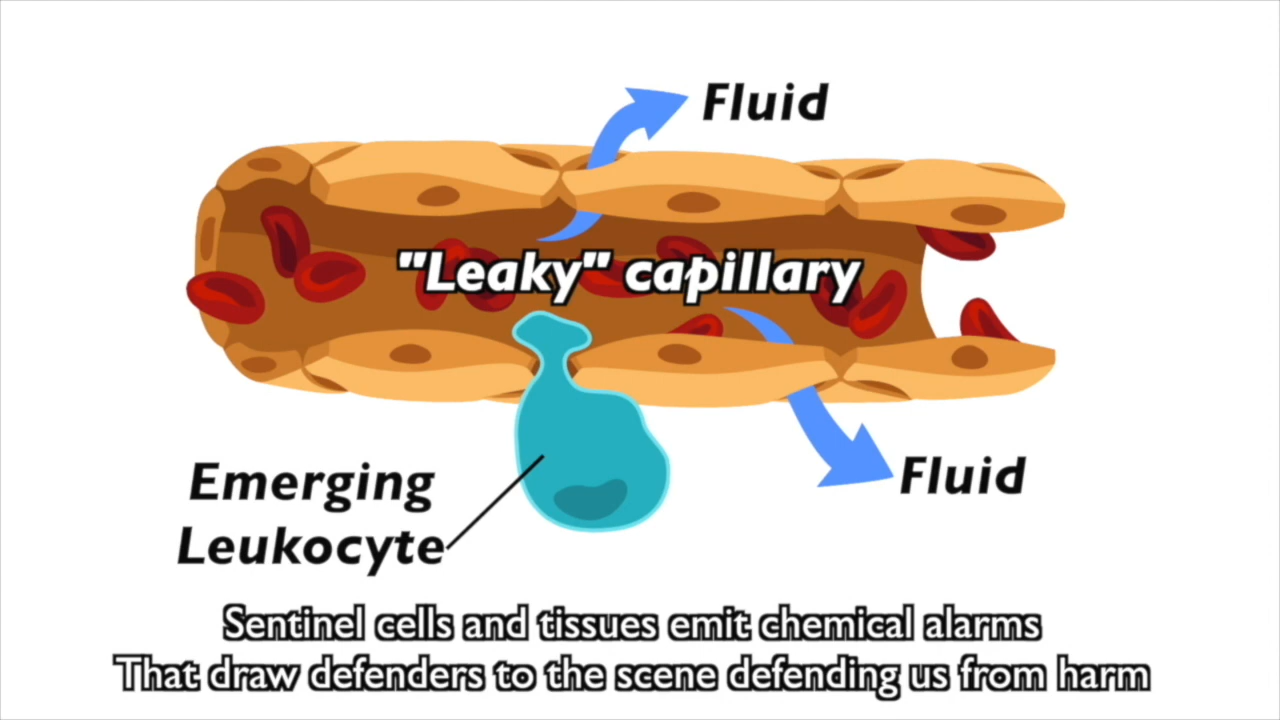 Fluid
"Leaky" capillary
Emerging
Leukocyte
Fluid
Sentinel cells and tissues emit chemical alarms
That draw defenders to the scene defending us from harm